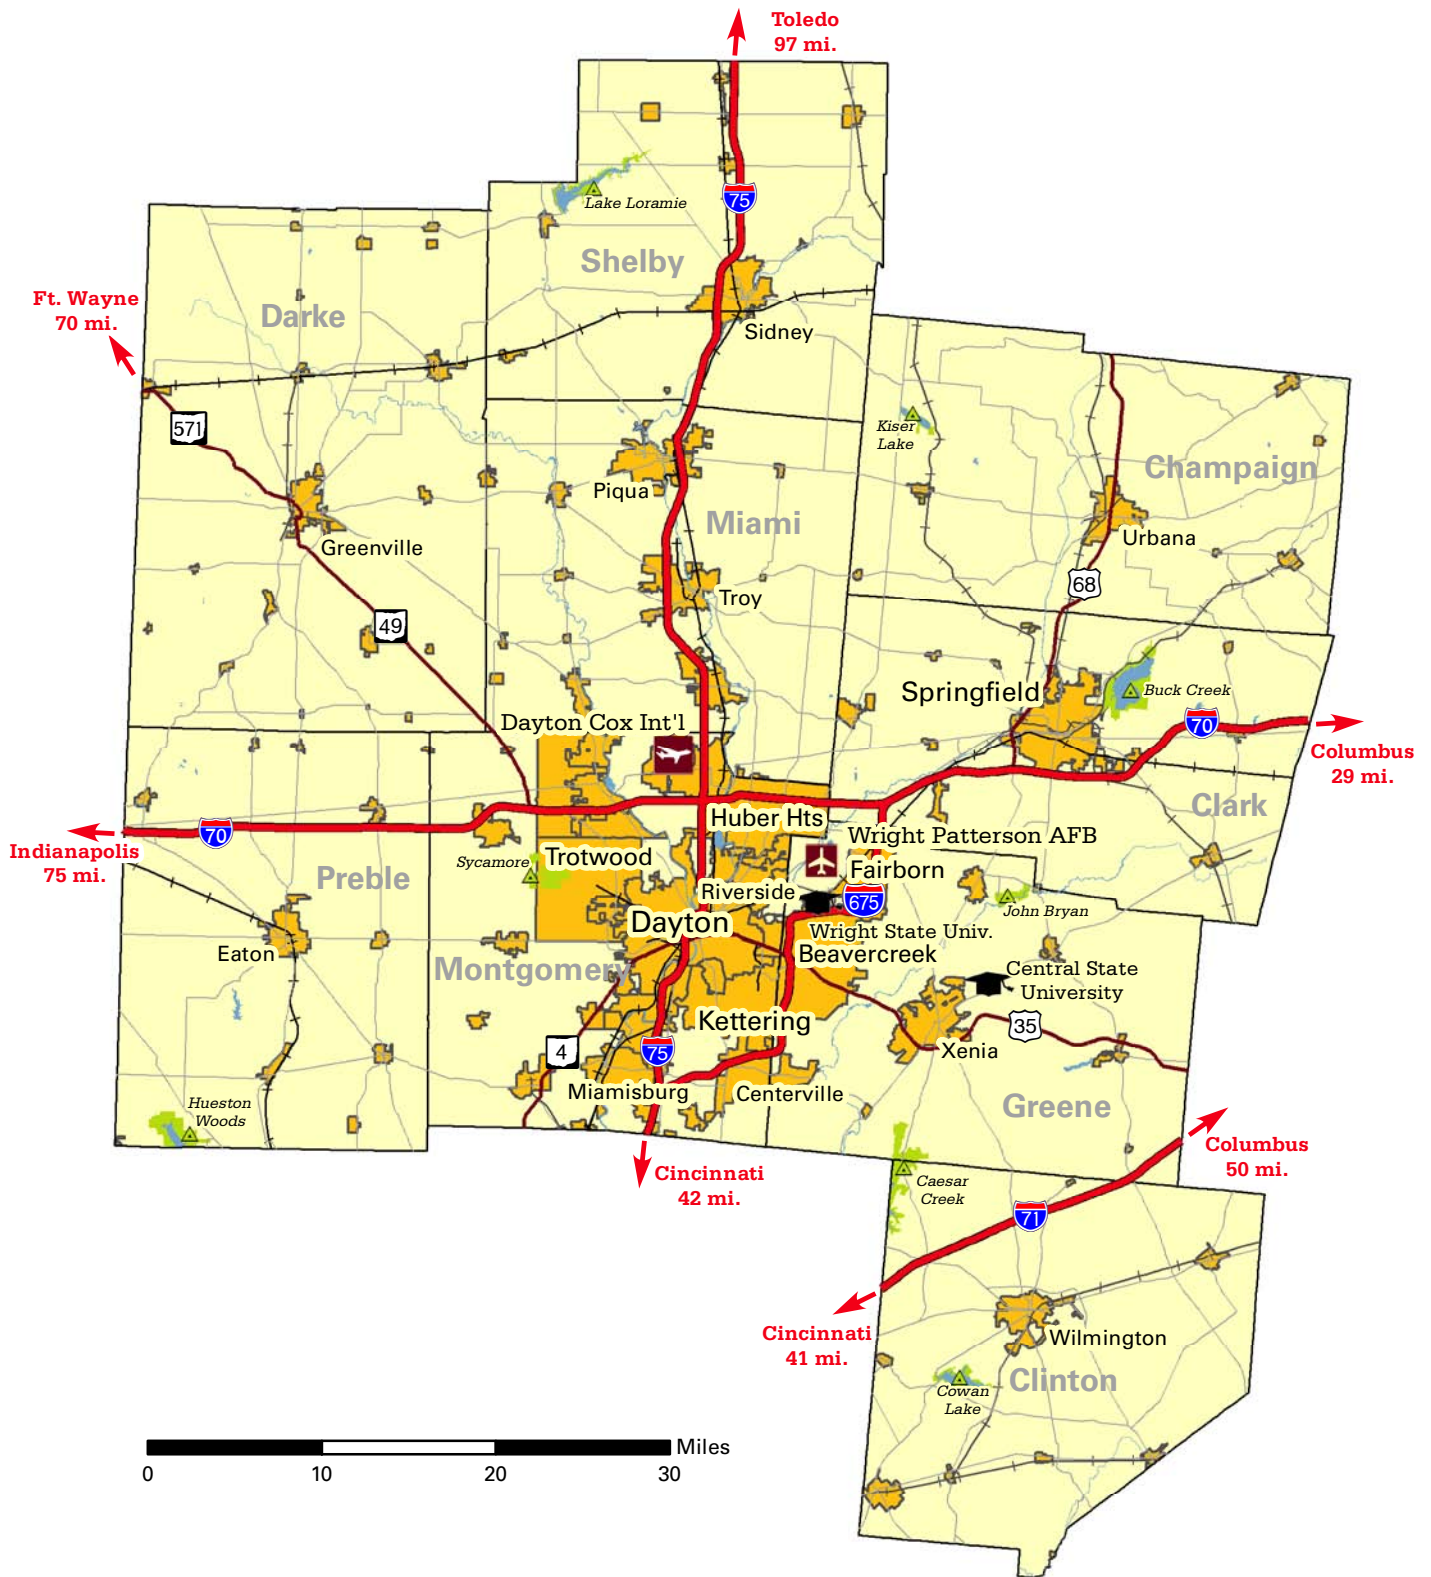 Toledo
97 mi.
75
Lake Loramie
Shelby
Ft. Wayne
70 mi.
Darke
Sidney
571
Kiser
Lake
Champaign
Piqua
Miami
Urbana
Greenville
68
Troy
49
Springfield
Buck Creek
Dayton Cox Int'l
70
Columbus
29 mi.
Clark
Huber Hts
70
Indianapolis
75 mi.
Wright Patterson AFB
Sycamore
Trotwood
Fairborn
Preble
Riverside
675
John Bryan
Dayton
Wright State Univ.
Eaton
Beavercreek
Montgomery
Central State
University
Kettering
35
4
75
Xenia
Miamisburg
Centerville
Hueston
Woods
Greene
Columbus
50 mi.
Cincinnati
42 mi.
Caesar
Creek
71
Cincinnati
41 mi.
Wilmington
Clinton
Cowan
Lake
Miles
0 10 20 30